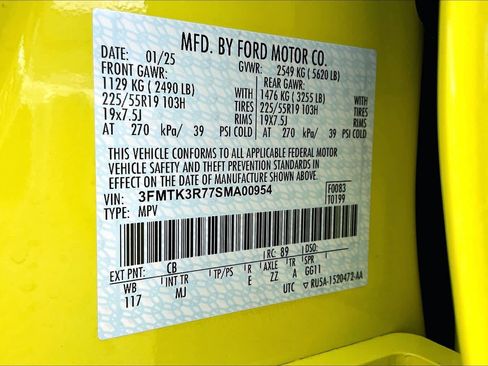 MFD. BY FORD MOTOR CO.
DATE: 01/25 GVWR: 2549 KG ( 5620 LB)
FRONT GAWR: REAR GAWR:
1129 KG ( 2490 LB) WITH 1476 KG ( 3255 LB) WITH
225/55R19 103H TIRES 225/55R19 103H TIRES
19x7.5J RIMS 19X7.5J RIMS
AT 270 kPa/ 39 PSI COLD AT 270 kPa/ 39 PSI COLD
THIS VEHICLE CONFORMS TO ALL APPLICABLE FEDERAL MOTOR
VEHICLE SAFETY AND THEFT PREVENTION STANDARDS IN
EFFECT ON THE DATE OF MANUFACTURE SHOWN ABOVE.
VIN: 3FMTK3R77SMA00954 F0083
TYPE: MPV T0199
EXT PNT: CB RC: 89 DSO:
WB INT TR TP/PS R AXLE TR SPR
117 MJ E ZZ A GG11
UTC ▽ RU5A-1520472-AA